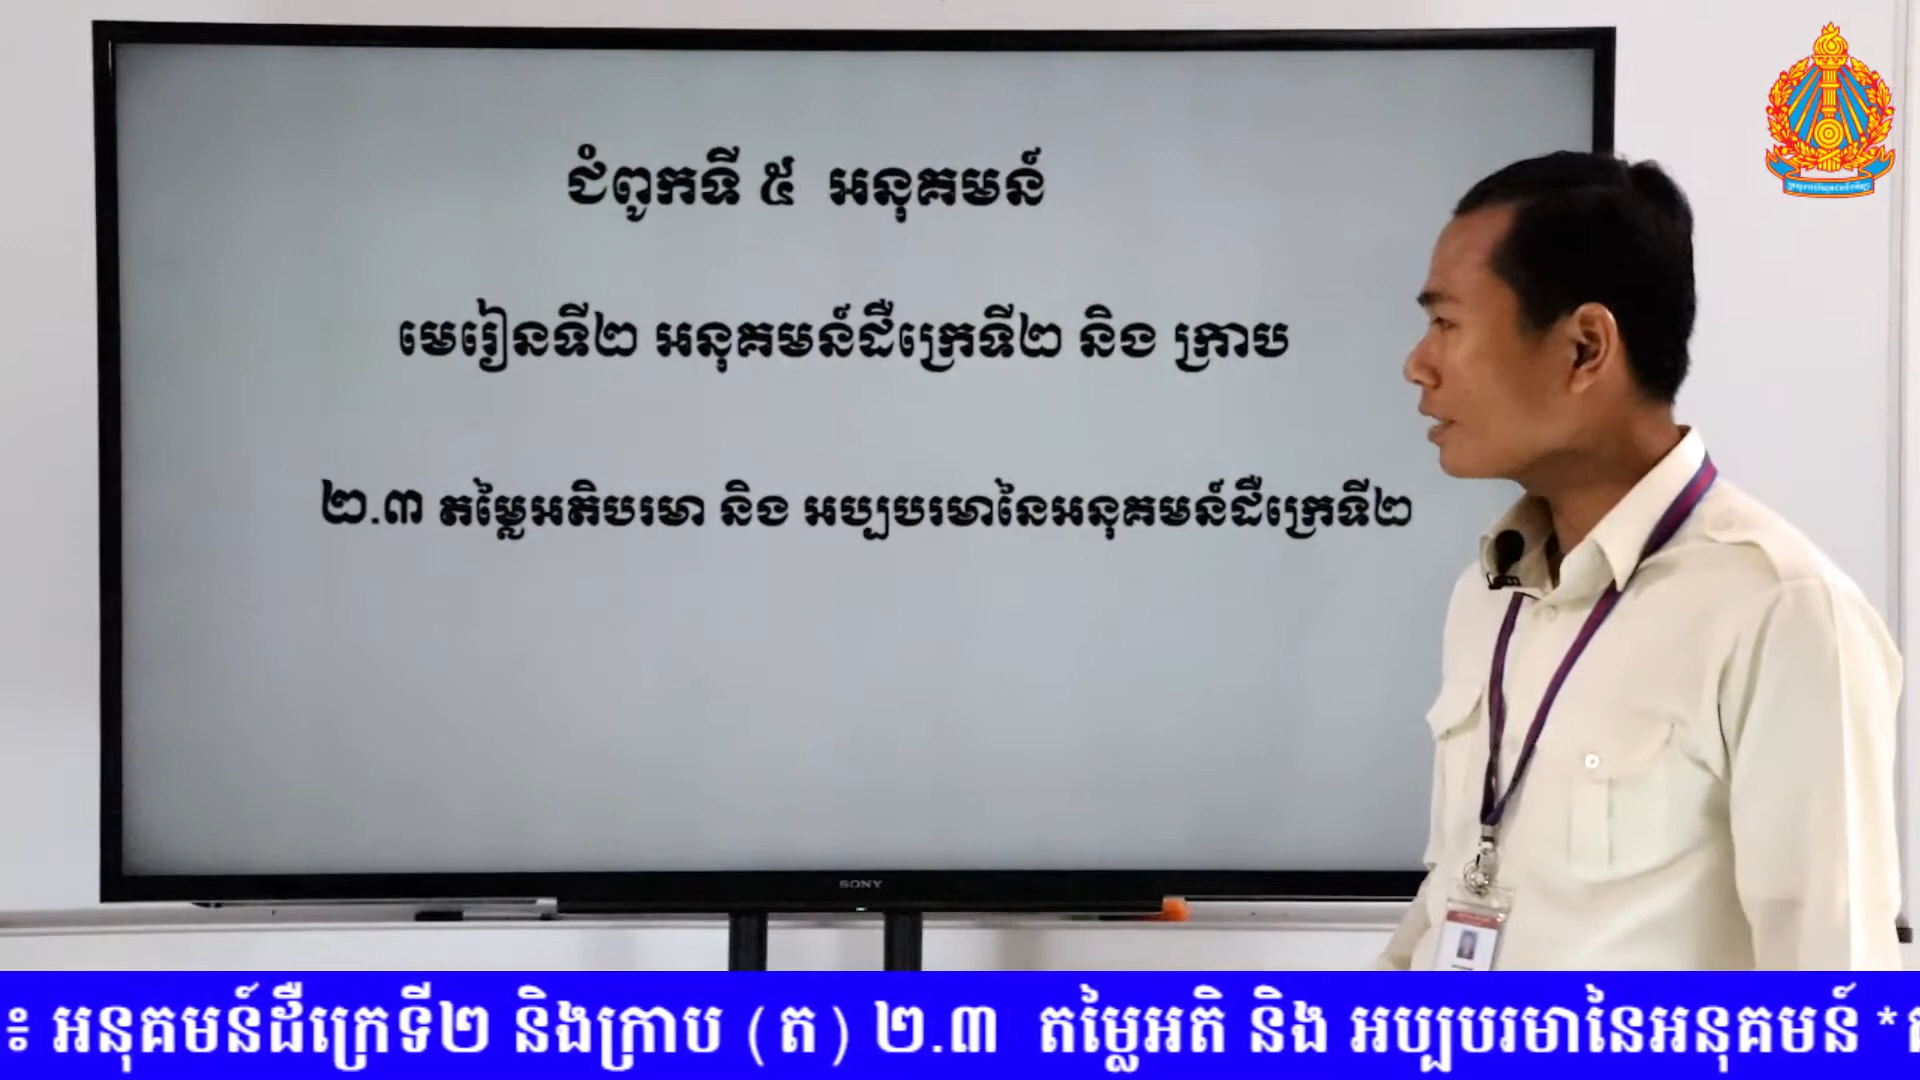 ជំពូកទី ៥ អនុគមន៍
មេរៀនទី២ អនុគមន៍ដឺក្រេទី២ និង ក្រាប
២.៣ តម្លៃអតិបរមា និង អប្បបរមានៃអនុគមន៍ដឺក្រេទី២
SONY
៖ អនុគមន៍ដឺក្រេទី២ និងក្រាប (ត) ២.៣ តម្លៃអតិ និង អប្បបរមានៃអនុគមន៍ *